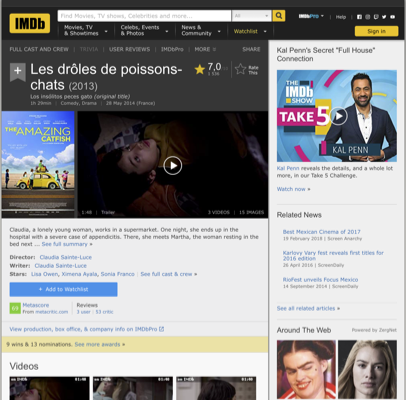 IMDb
Find Movies, TV shows, Celebrities and more...
All
IMDbPro
Help
Movies, TV
& Showtimes
Celebs, Events
& Photos
News &
Community
Watchlist
Sign in
FULL CAST AND CREW
TRIVIA
USER REVIEWS
IMDbPro
MORE
SHARE
Les drôles de poissons-
chats (2013)
Los insólitos peces gato (original title)
1h 29min | Comedy, Drama | 28 May 2014 (France)
7,0
Rate
This
THE AMAZING
CATFISH
1:48 | Trailer
3 VIDEOS | 15 IMAGES
Claudia, a lonely young woman, works in a supermarket. One night, she ends up in the
hospital with a severe case of appendicitis. There, she meets Martha, the woman resting in the
bed next ... See full summary »
Director: Claudia Sainte-Luce
Writer: Claudia Sainte-Luce
Stars: Lisa Owen, Ximena Ayala, Sonia Franco | See full cast & crew »
+ Add to Watchlist
Metascore
From metacritic.com
Reviews
3 user | 53 critic
View production, box office, & company info on IMDbPro
9 wins & 13 nominations. See more awards »
Videos
Kal Penn's Secret "Full House"
Connection
THE
IMDb
SHOW
TAKE 5
KAL PENN
Kal Penn reveals the details, and a whole lot
more, in our Take 5 Challenge.
Watch now »
Related News
Best Mexican Cinema of 2017
19 February 2018 | Screen Anarchy
Karlovy Vary reveals first titles for
2016 edition
26 April 2016 | ScreenDaily
RioFest unveils Focus Mexico
14 September 2014 | ScreenDaily
See all related articles »
Around The Web
Powered by ZergNet